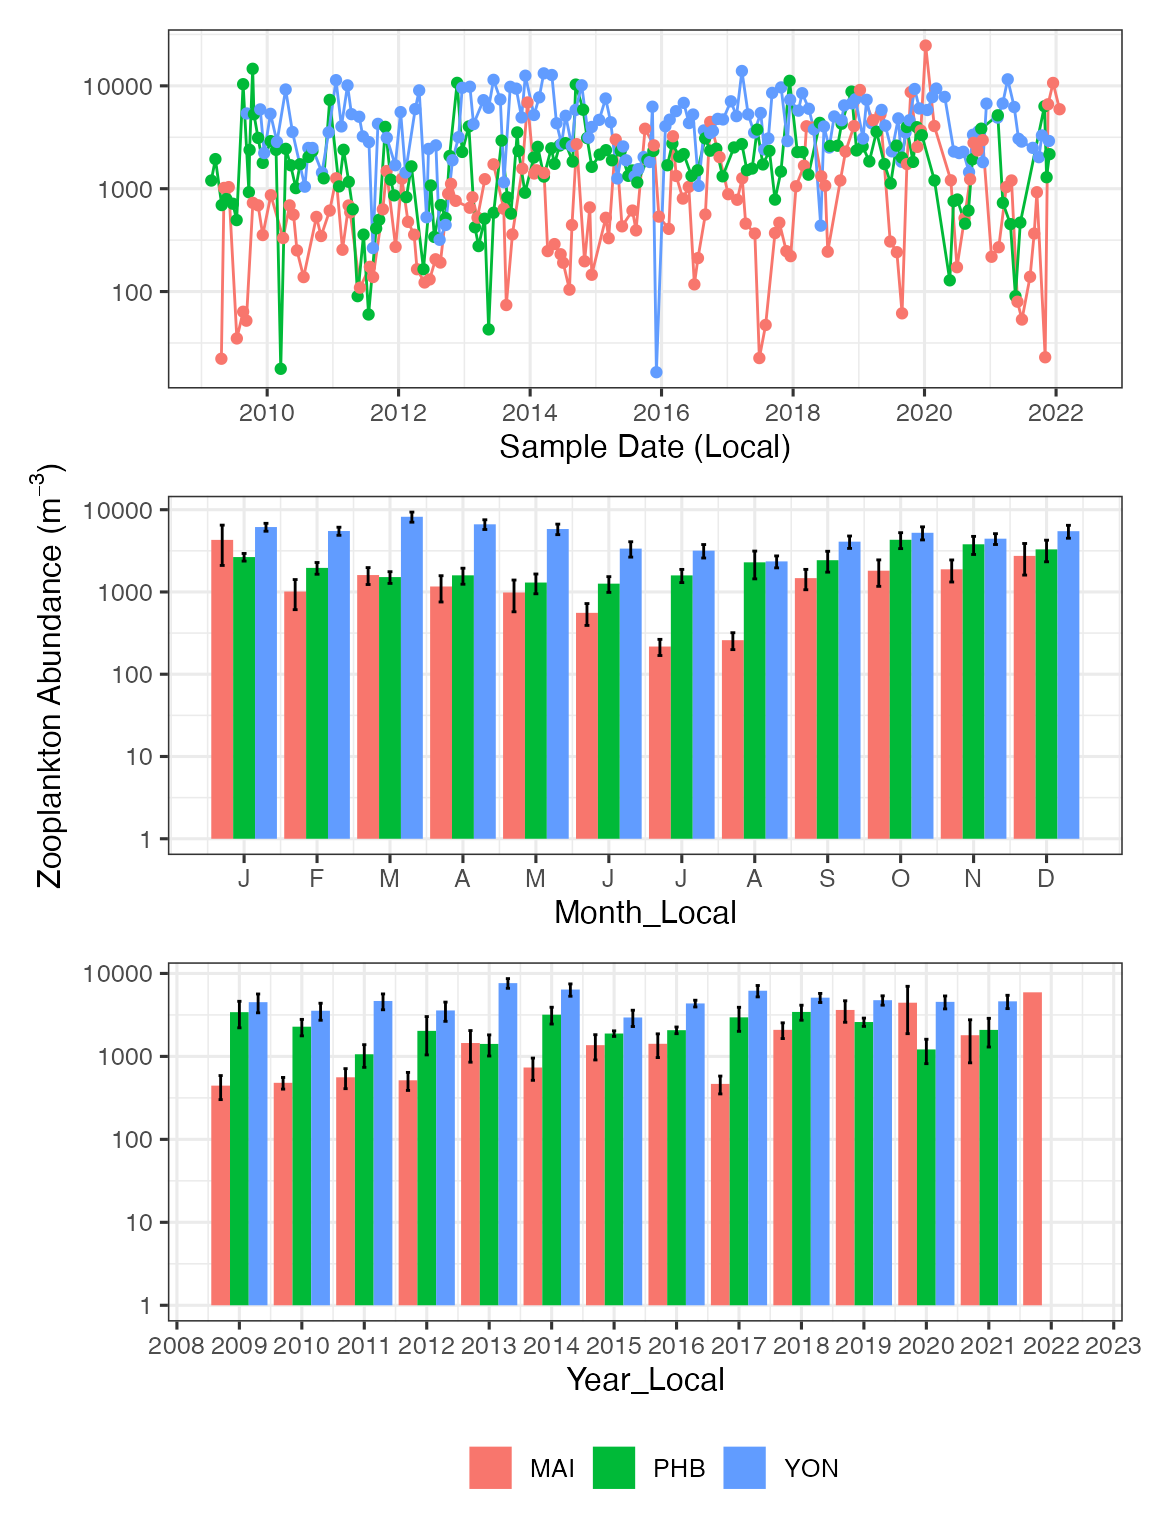 10000
1000
100
2010 2012 2014 2016 2018 2020 2022
Sample Date (Local)
Zooplankton Abundance (m⁻³)
10000
1000
100
10
1
J F M A M J J A S O N D
Month_Local
10000
1000
100
10
1
2008 2009 2010 2011 2012 2013 2014 2015 2016 2017 2018 2019 2020 2021 2022 2023
Year_Local
MAI PHB YON